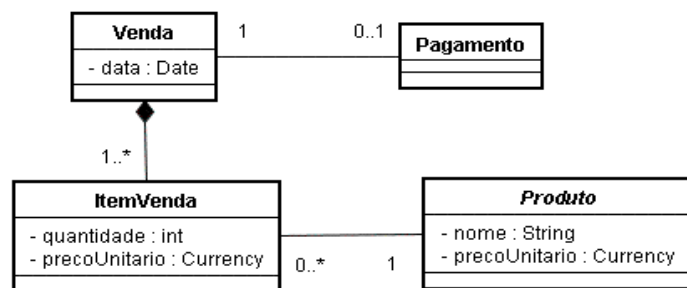 Venda
1
0..1
- data : Date
Pagamento
1..*
ItemVenda
- quantidade : int
- precoUnitario : Currency
0..*
1
Produto
- nome : String
- precoUnitario : Currency